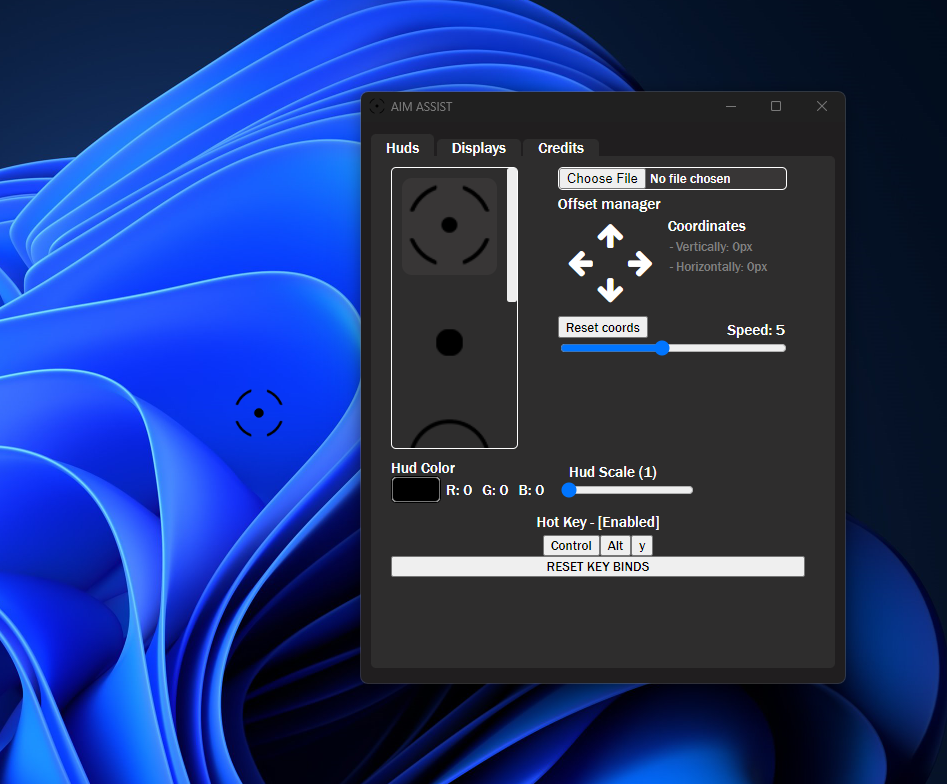 AIM ASSIST
Huds Displays Credits
Choose File No file chosen
Offset manager
Coordinates
- Vertically: 0px
- Horizontally: 0px
Reset coords Speed: 5
Hud Color
R: 0 G: 0 B: 0
Hud Scale (1)
Hot Key - [Enabled]
Control Alt y
RESET KEY BINDS